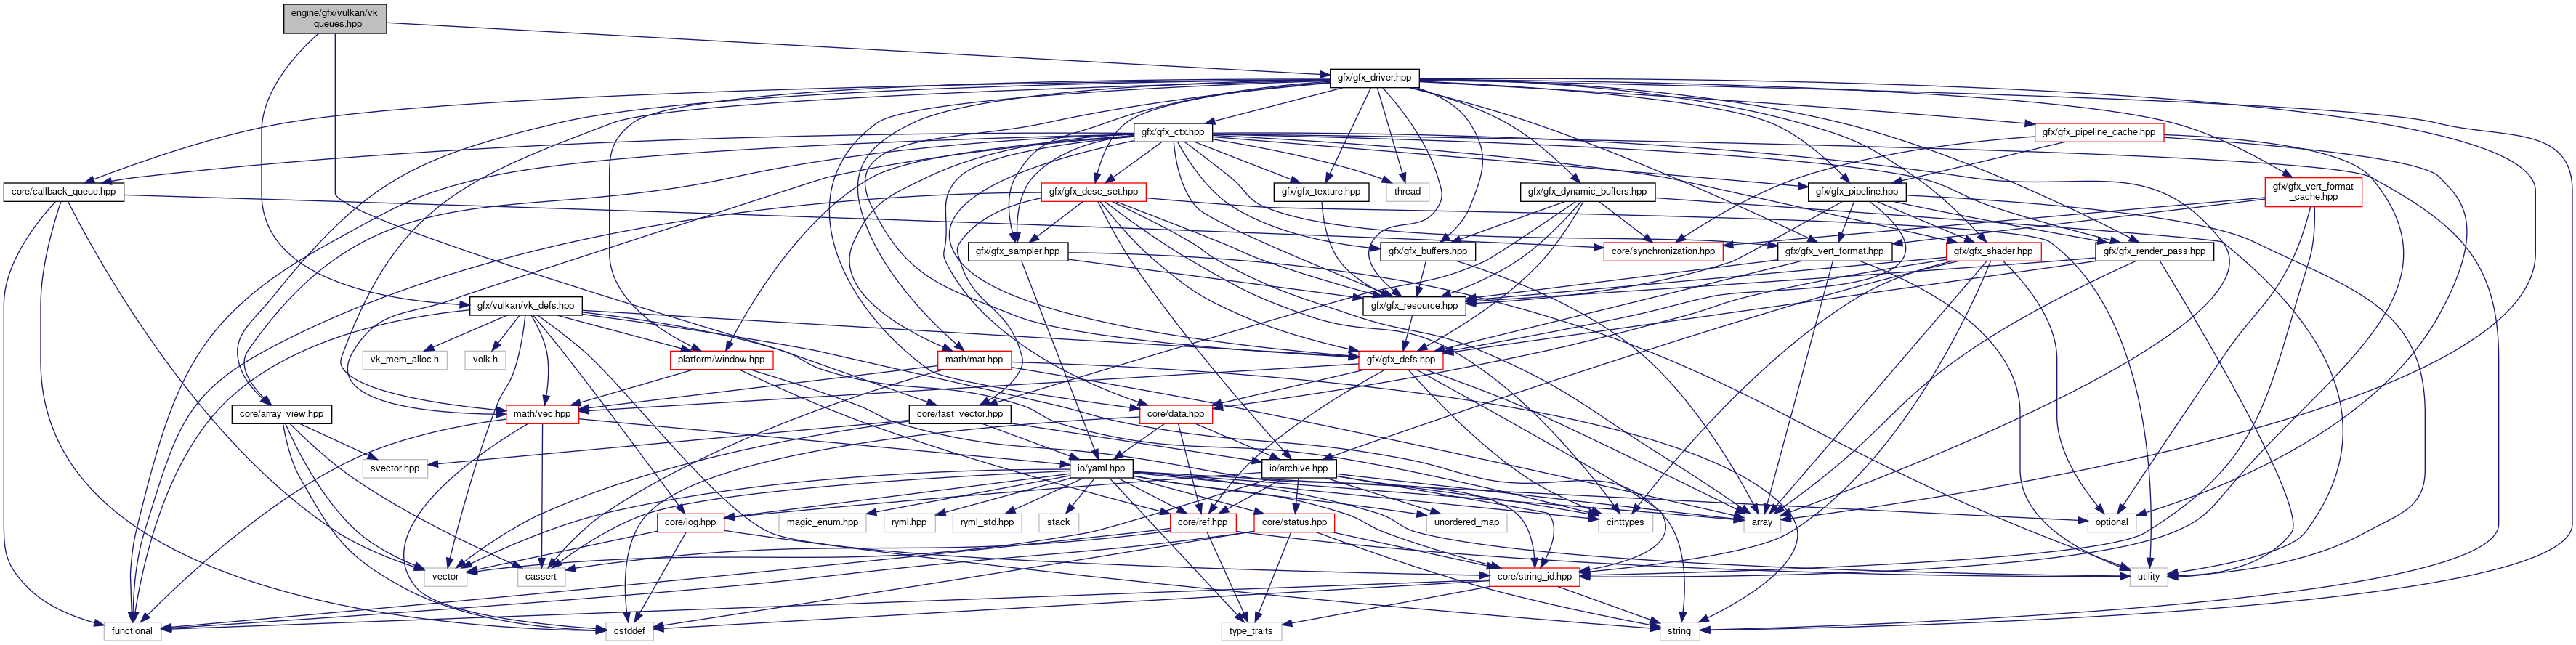 engine/gfx/vulkan/vk
_queues.hpp
gfx/gfx_driver.hpp
gfx/gfx_ctx.hpp
gfx/gfx_pipeline_cache.hpp
core/callback_queue.hpp
gfx/gfx_desc_set.hpp
gfx/gfx_texture.hpp
thread
gfx/gfx_dynamic_buffers.hpp
gfx/gfx_pipeline.hpp
gfx/gfx_vert_format
_cache.hpp
gfx/gfx_sampler.hpp
gfx/gfx_buffers.hpp
core/synchronization.hpp
gfx/gfx_vert_format.hpp
gfx/gfx_shader.hpp
gfx/gfx_render_pass.hpp
gfx/vulkan/vk_defs.hpp
gfx/gfx_resource.hpp
vk_mem_alloc.h
volk.h
platform/window.hpp
math/mat.hpp
gfx/gfx_defs.hpp
core/array_view.hpp
math/vec.hpp
core/fast_vector.hpp
core/data.hpp
svector.hpp
io/yaml.hpp
io/archive.hpp
core/log.hpp
magic_enum.hpp
ryml.hpp
ryml_std.hpp
stack
core/ref.hpp
core/status.hpp
unordered_map
cinttypes
array
optional
vector
cassert
core/string_id.hpp
utility
functional
cstddef
type_traits
string